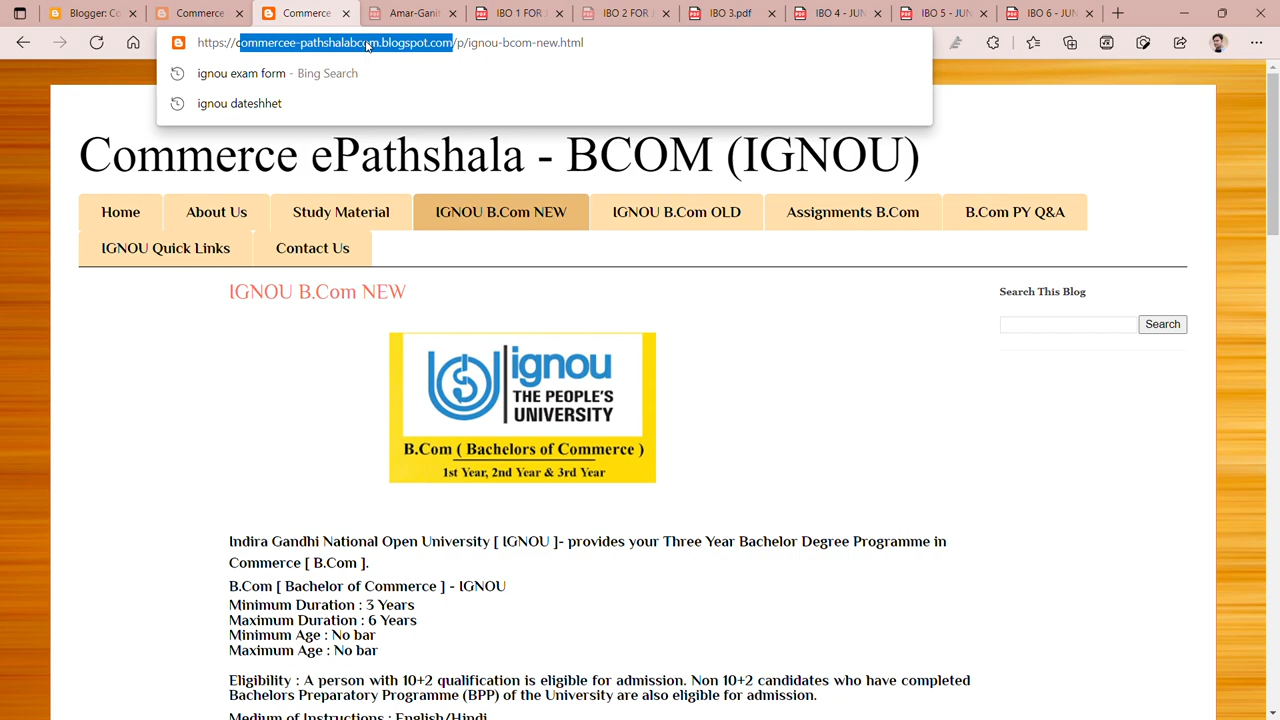 Blogger: Co
Commerce
Commerce
Amar-Ganit
IBO 1 FOR J
IBO 2 FOR J
IBO 3.pdf
IBO 4 - JUN
IBO 5 - JUN
IBO 6 - JUN
https://commercee-pathshalabcom.blogspot.com/p/ignou-bcom-new.html
ignou exam form - Bing Search
ignou dateshhet
Commerce ePathshala - BCOM (IGNOU)
Home
About Us
Study Material
IGNOU B.Com NEW
IGNOU B.Com OLD
Assignments B.Com
B.Com PY Q&A
IGNOU Quick Links
Contact Us
IGNOU B.Com NEW
Search This Blog
Search
ignou
THE PEOPLE'S
UNIVERSITY
B.Com ( Bachelors of Commerce )
1st Year, 2nd Year & 3rd Year
Indira Gandhi National Open University [ IGNOU ]- provides your Three Year Bachelor Degree Programme in
Commerce [ B.Com ].
B.Com [ Bachelor of Commerce ] - IGNOU
Minimum Duration : 3 Years
Maximum Duration : 6 Years
Minimum Age : No bar
Maximum Age : No bar
Eligibility : A person with 10+2 qualification is eligible for admission. Non 10+2 candidates who have completed
Bachelors Preparatory Programme (BPP) of the University are also eligible for admission.
Medium of Instructions : English/Hindi